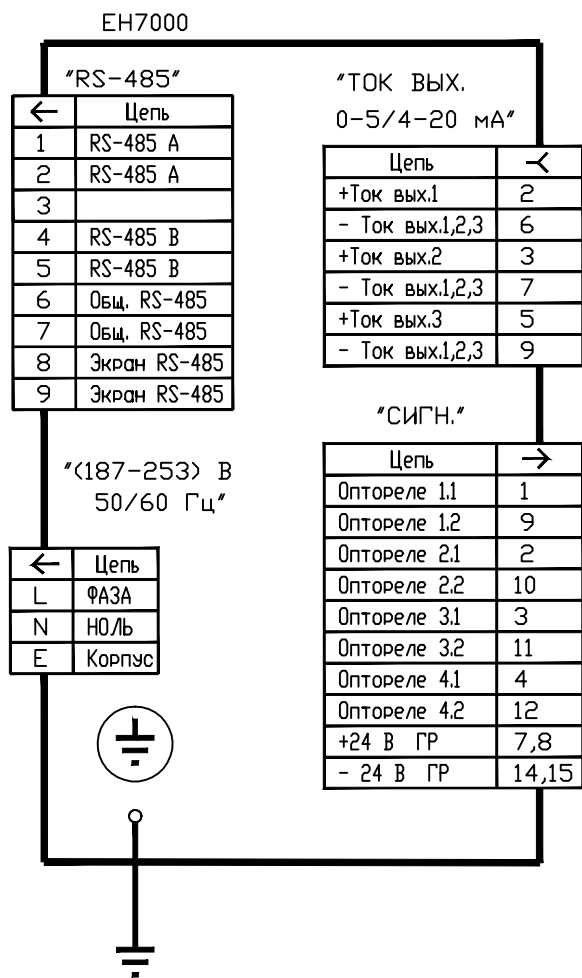 EH7000
"RS-485"
← Цепь
1 RS-485 A
2 RS-485 A
3
4 RS-485 B
5 RS-485 B
6 Общ. RS-485
7 Общ. RS-485
8 Экран RS-485
9 Экран RS-485
"(187-253) В
50/60 Гц"
← Цепь
L ФАЗА
N НОЛЬ
E Корпус
"ТОК ВЫХ.
0-5/4-20 мА"
Цепь
+Ток вых.1 2
- Ток вых.1,2,3 6
+Ток вых.2 3
- Ток вых.1,2,3 7
+Ток вых.3 5
- Ток вых.1,2,3 9
"СИГН."
Цепь →
Оптореле 1.1 1
Оптореле 1.2 9
Оптореле 2.1 2
Оптореле 2.2 10
Оптореле 3.1 3
Оптореле 3.2 11
Оптореле 4.1 4
Оптореле 4.2 12
+24 В ГР 7,8
- 24 В ГР 14,15